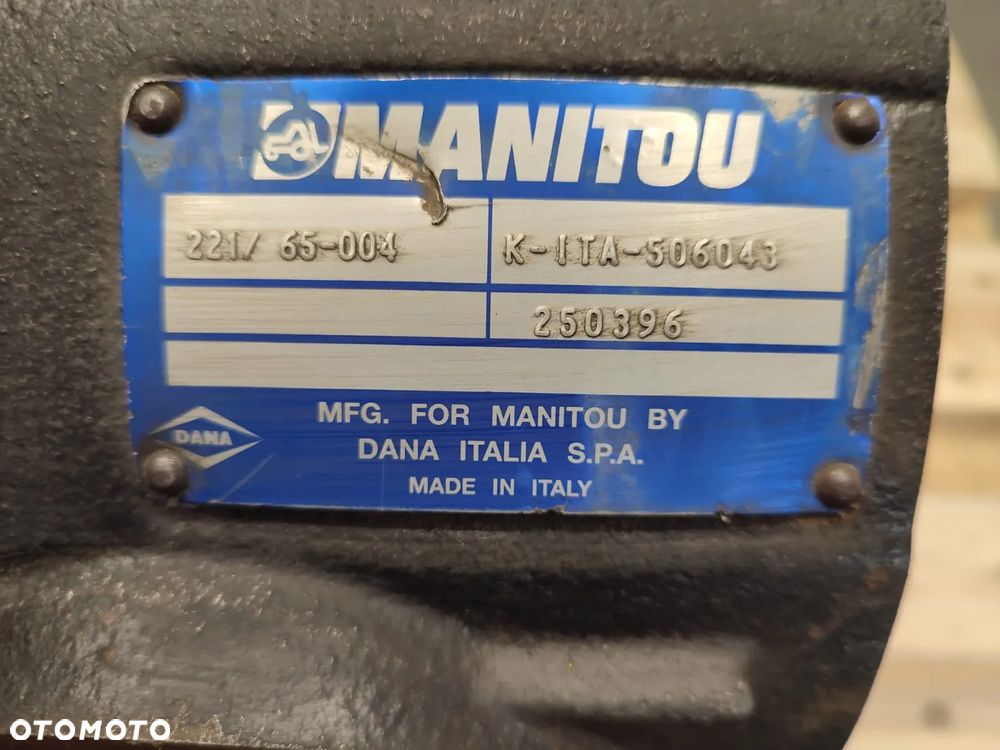 MANITOU
221/ 65-004 K-ITA-506043
250396
MFG. FOR MANITOU BY
DANA DANA ITALIA S.P.A.
MADE IN ITALY
OTOMOTO